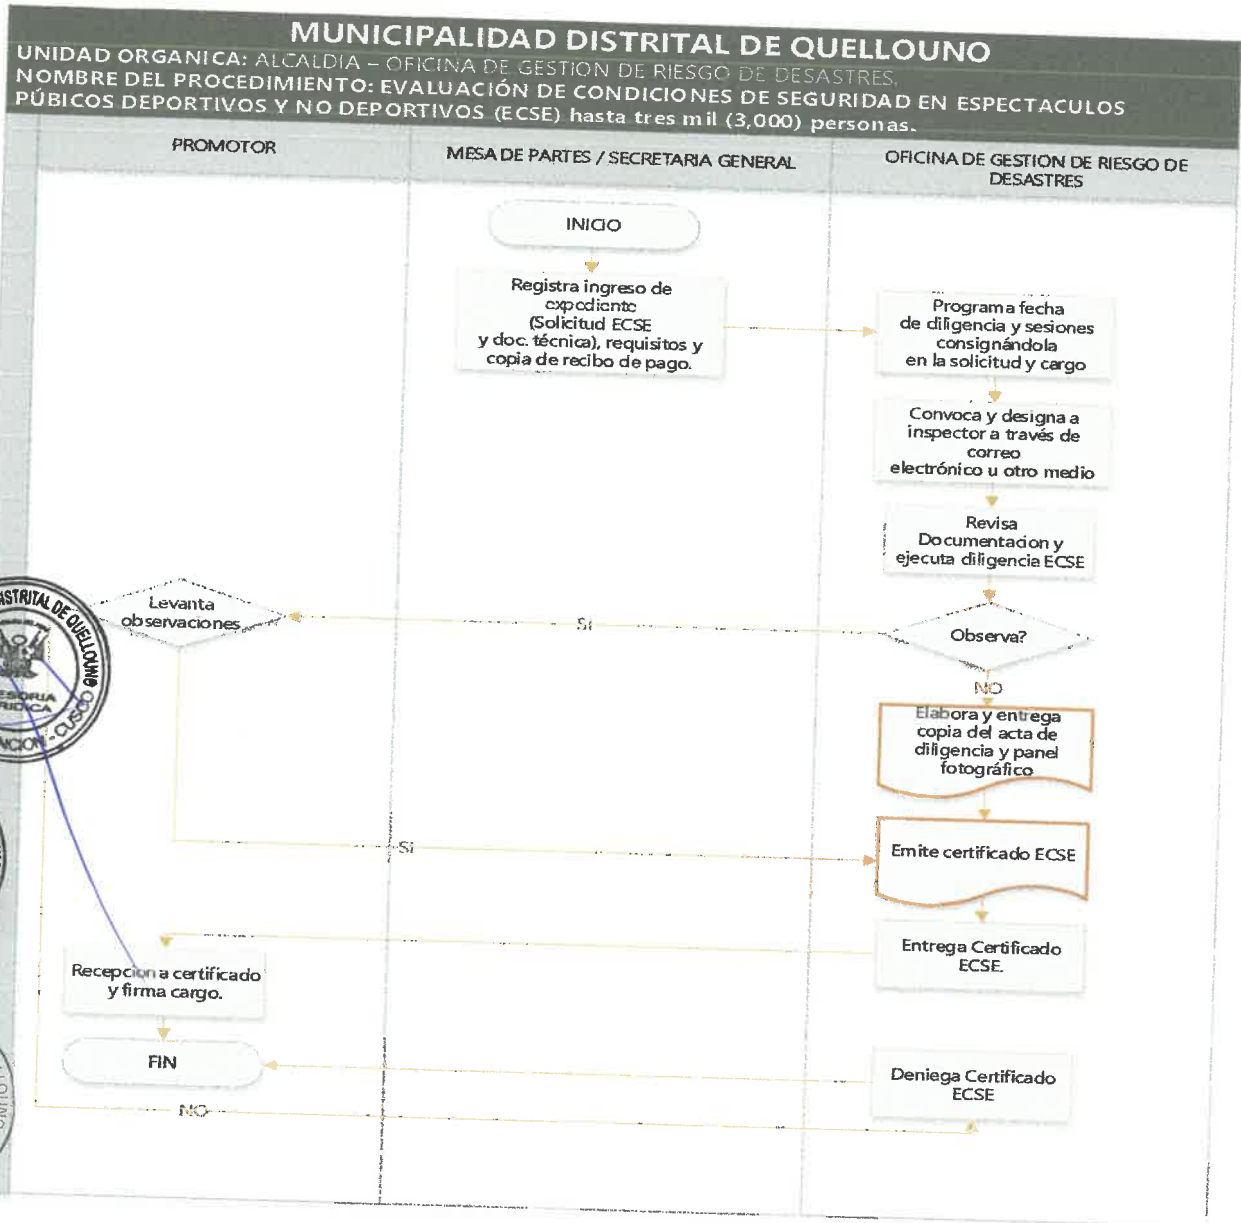 MUNICIPALIDAD DISTRITAL DE QUELLOUNO
UNIDAD ORGANICA: ALCALDIA – OFICINA DE GESTION DE RIESGO DE DESASTRES.
NOMBRE DEL PROCEDIMIENTO: EVALUACIÓN DE CONDICIONES DE SEGURIDAD EN ESPECTACULOS
PÚBICOS DEPORTIVOS Y NO DEPORTIVOS (ECSE) hasta tres mil (3,000) personas.
PROMOTOR
MESA DE PARTES / SECRETARIA GENERAL
OFICINA DE GESTION DE RIESGO DE
DESASTRES
INICIO
Registra ingreso de
expediente
(Solicitud ECSE
y doc. técnica), requisitos y
copia de recibo de pago.
Programa fecha
de diligencia y sesiones
consignándola
en la solicitud y cargo
Convoca y designa a
inspector a través de
correo
electrónico u otro medio
Revisa
Documentacion y
ejecuta diligencia ECSE
Levanta
observaciones
SI
Observa?
NO
Elabora y entrega
copia del acta de
diligencia y panel
fotográfico
SI
Emite certificado ECSE
Entrega Certificado
ECSE.
Recepciona certificado
y firma cargo.
FIN
Deniega Certificado
ECSE
NO
DISTRITAL DE QUELLOUNO
CUSCO